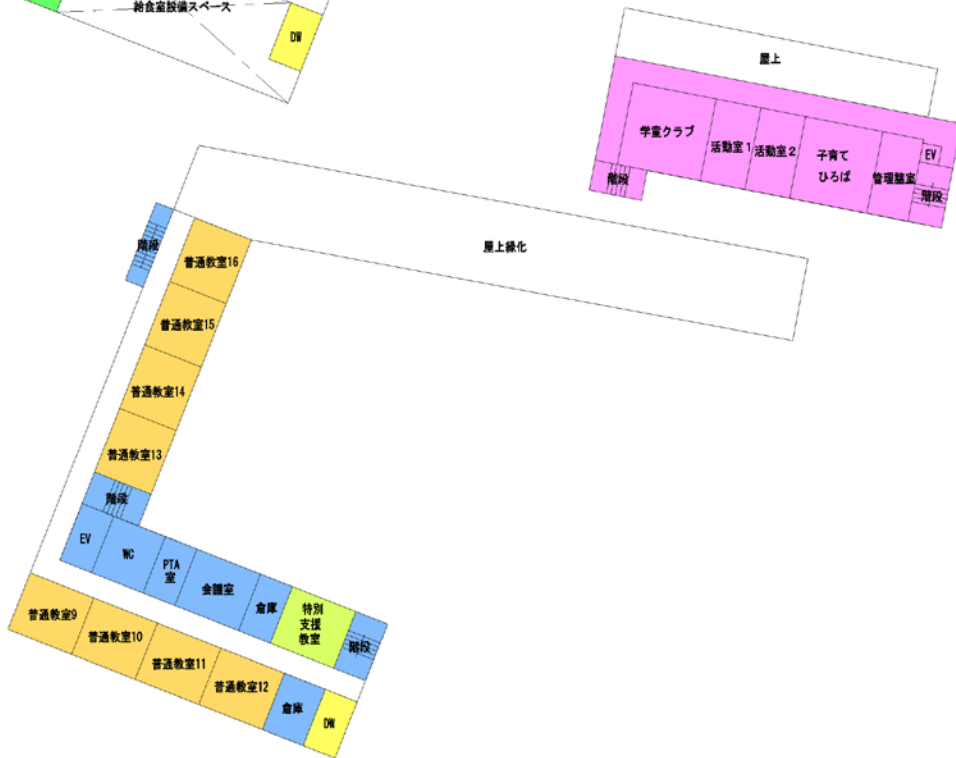 給食室設備スペース
DW
屋上
学童クラブ
活動室1
活動室2
子育て
ひろば
管理諸室
EV
階段
階段
階段
屋上緑化
普通教室16
普通教室15
普通教室14
普通教室13
階段
EV
WC
PTA
室
会議室
倉庫
特別
支援
教室
階段
普通教室9
普通教室10
普通教室11
普通教室12
倉庫
DW